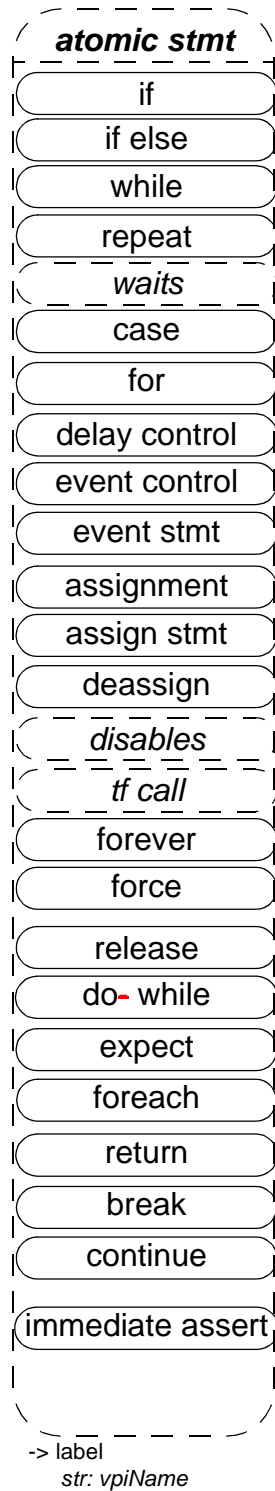 atomic stmt
if
if else
while
repeat
waits
case
for
delay control
event control
event stmt
assignment
assign stmt
deassign
disables
tf call
forever
force
release
do- while
expect
foreach
return
break
continue
immediate assert
-> label
str: vpiName